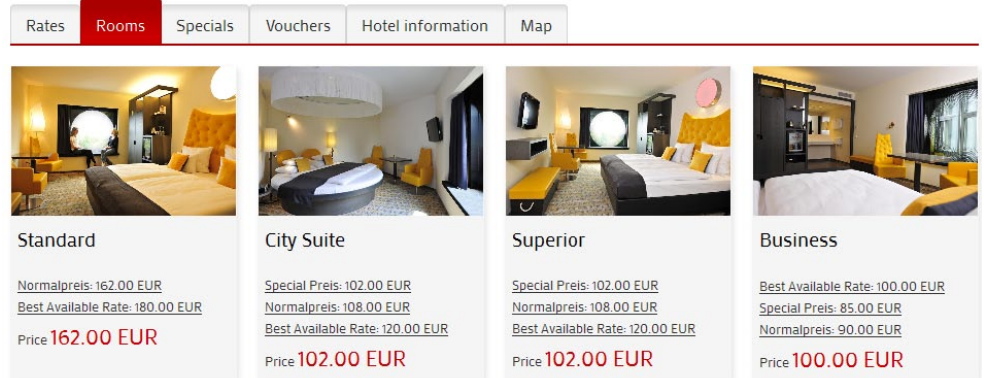 Rates
Rooms
Specials
Vouchers
Hotel information
Map
Standard
Normalpreis: 162.00 EUR
Best Available Rate: 180.00 EUR
Price 162.00 EUR
City Suite
Special Preis: 102.00 EUR
Normalpreis: 108.00 EUR
Best Available Rate: 120.00 EUR
Price 102.00 EUR
Superior
Special Preis: 102.00 EUR
Normalpreis: 108.00 EUR
Best Available Rate: 120.00 EUR
Price 102.00 EUR
Business
Best Available Rate: 100.00 EUR
Special Preis: 85.00 EUR
Normalpreis: 90.00 EUR
Price 100.00 EUR